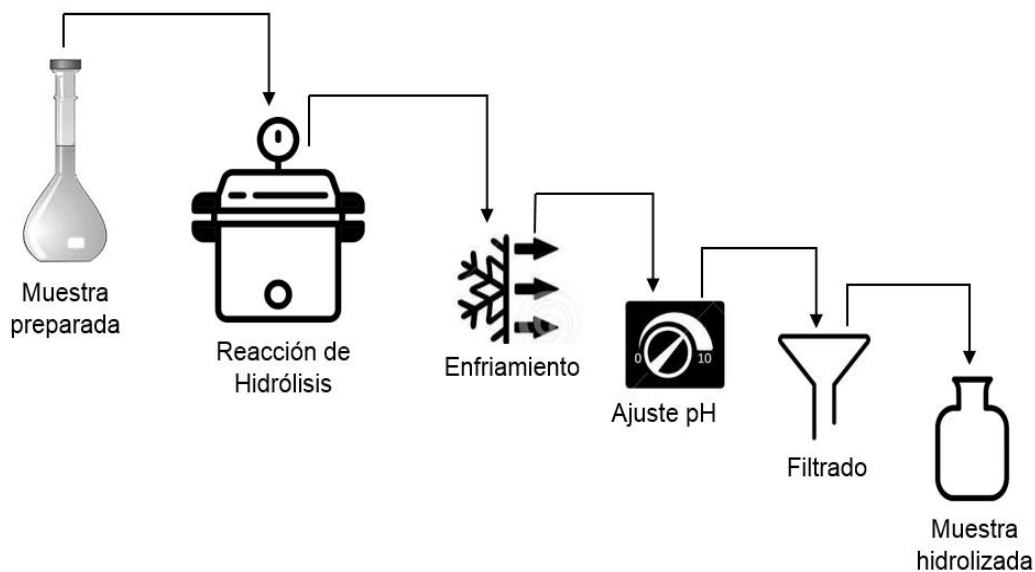 Muestra
preparada
Reacción de
Hidrólisis
Enfriamiento
0
10
Ajuste pH
Filtrado
Muestra
hidrolizada